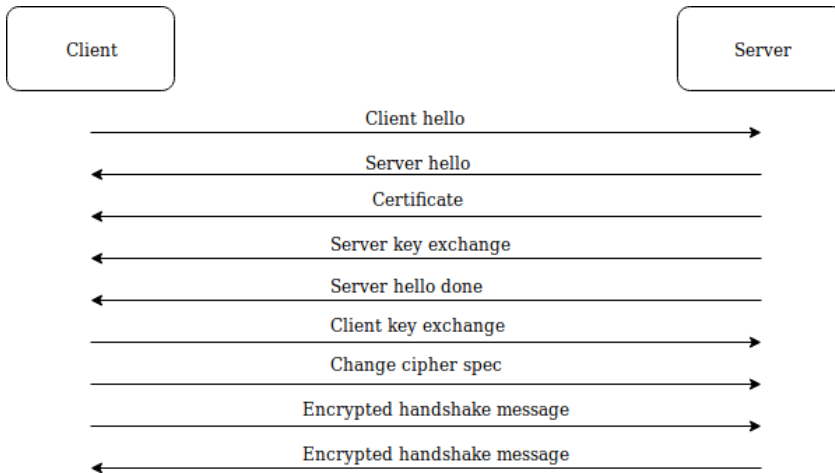 Client
Server
Client hello
Server hello
Certificate
Server key exchange
Server hello done
Client key exchange
Change cipher spec
Encrypted handshake message
Encrypted handshake message